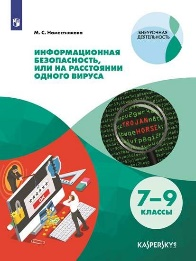 М. С. Наместникова
ВНЕУРОЧНАЯ
ДЕЯТЕЛЬНОСТЬ
ИНФОРМАЦИОННАЯ
БЕЗОПАСНОСТЬ,
ИЛИ НА РАССТОЯНИИ
ОДНОГО ВИРУСА
TROJAN
HORSE
7–9
КЛАССЫ
KASPERSKY